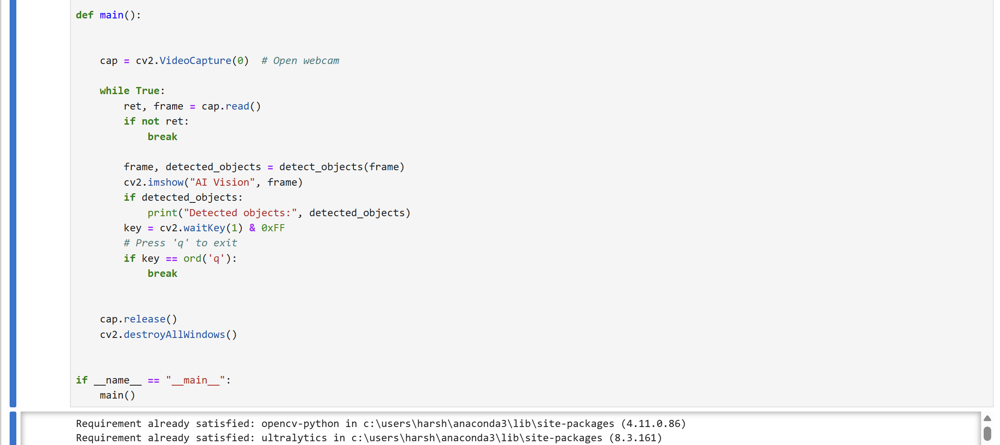 def main():
    cap = cv2.VideoCapture(0)  # Open webcam
    while True:
        ret, frame = cap.read()
        if not ret:
            break
        frame, detected_objects = detect_objects(frame)
        cv2.imshow("AI Vision", frame)
        if detected_objects:
            print("Detected objects:", detected_objects)
        key = cv2.waitKey(1) & 0xFF
        # Press 'q' to exit
        if key == ord('q'):
            break
    cap.release()
    cv2.destroyAllWindows()
if __name__ == "__main__":
    main()
Requirement already satisfied: opencv-python in c:\users\harsh\anaconda3\lib\site-packages (4.11.0.86)
Requirement already satisfied: ultralytics in c:\users\harsh\anaconda3\lib\site-packages (8.3.161)